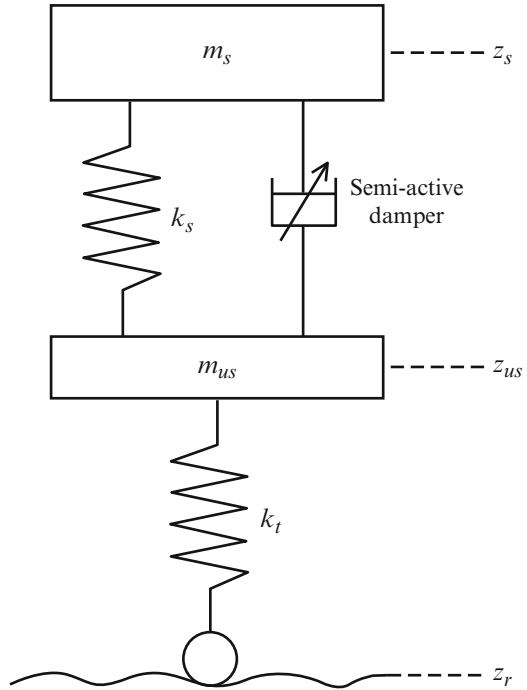 m_s
z_s
k_s
Semi-active
damper
m_us
z_us
k_t
z_r